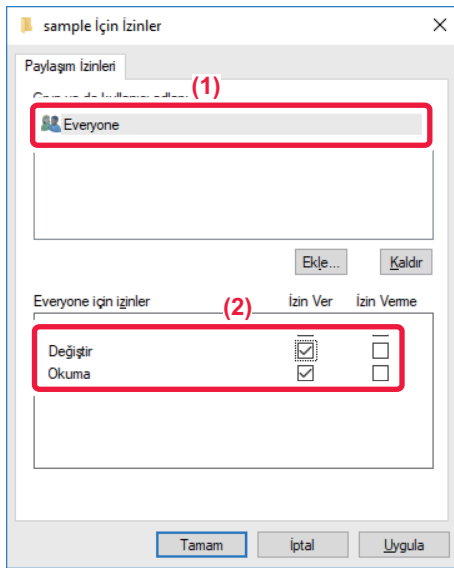 sample İçin İzinler
Paylaşım İzinleri
(1)
Everyone
Ekle... Kaldır
Everyone için izinler (2) İzin Ver İzin Verme
Değiştir
Okuma
Tamam İptal Uygula